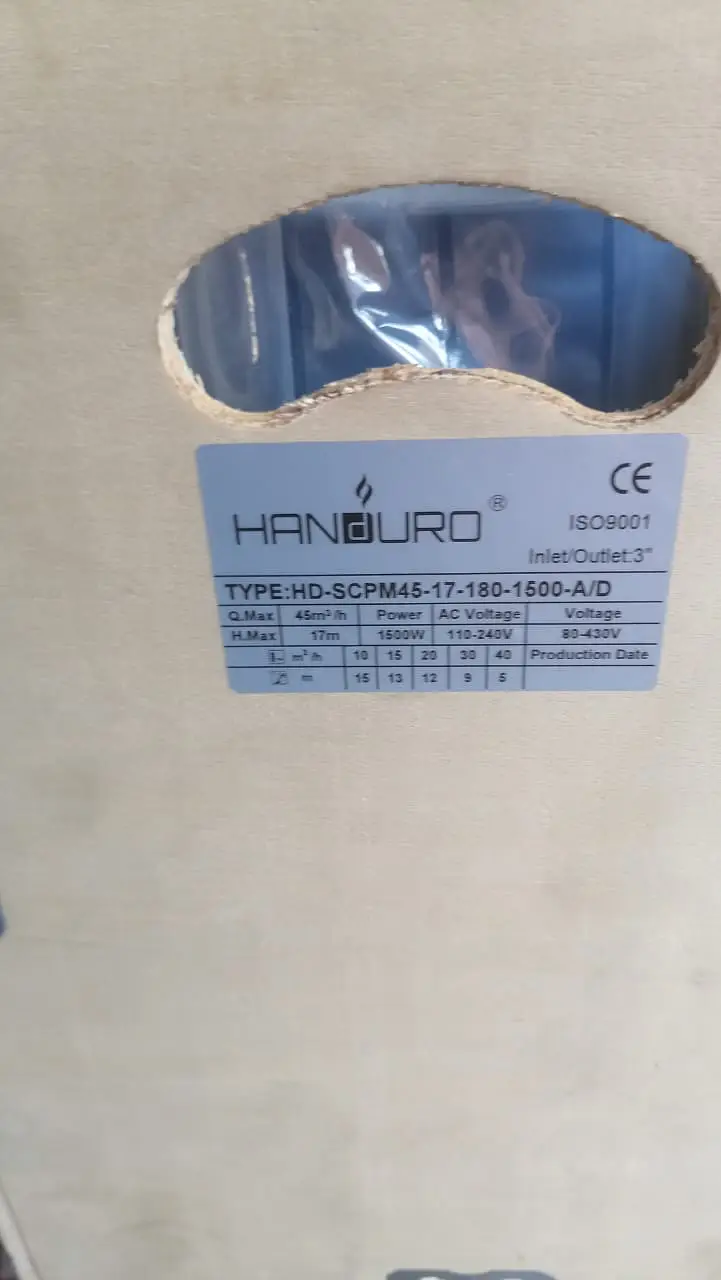 CE
HANDURO®
ISO9001
Inlet/Outlet:3"
TYPE:HD-SCPM45-17-180-1500-A/D
Q.Max 45m³/h Power AC Voltage Voltage
H.Max 17m 1500W 110-240V 80-430V
m³/h 10 15 20 30 40 Production Date
m 15 13 12 9 5